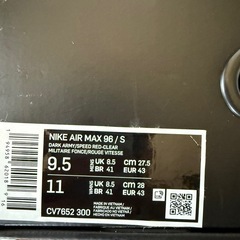 NIKE AIR MAX 96 / S
DARK ARMY/SPEED RED-CLEAR
MILITAIRE FONCE/ROUGE VITESSE
9.5 UK 8.5 CM 27.5
BR 41 EUR 43
11 UK 8.5 CM 28
BR 41 EUR 43
CV7652 300
MADE IN VIETNAM